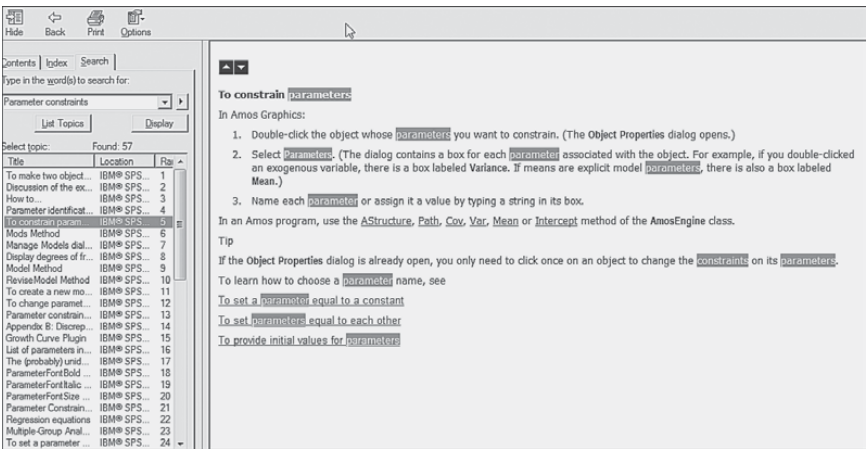 Hide Back Print Options
Contents Index Search
Type in the word(s) to search for:
Parameter constraints
List Topics Display
Select topic: Found: 57
Title Location Rar
To make two object... IBM® SPS... 1
Discussion of the ex... IBM® SPS... 2
How to... IBM® SPS... 3
Parameter identificat... IBM® SPS... 4
To constrain param... IBM® SPS... 5
Mods Method IBM® SPS... 6
Manage Models dial... IBM® SPS... 7
Display degrees of fr... IBM® SPS... 8
Model Method IBM® SPS... 9
ReviseModel Method IBM® SPS... 10
To create a new mo... IBM® SPS... 11
To change paramet... IBM® SPS... 12
Parameter constrain... IBM® SPS... 13
Appendix B: Discrep... IBM® SPS... 14
Growth Curve Plugin IBM® SPS... 15
List of parameters in... IBM® SPS... 16
The (probably) unid... IBM® SPS... 17
ParameterFontBold ... IBM® SPS... 18
ParameterFontItalic ... IBM® SPS... 19
ParameterFontSize ... IBM® SPS... 20
Parameter Constrain... IBM® SPS... 21
Regression equations IBM® SPS... 22
Multiple-Group Anal... IBM® SPS... 23
To set a parameter ... IBM® SPS... 24
To constrain parameters
In Amos Graphics:
1. Double-click the object whose parameters you want to constrain. (The Object Properties dialog opens.)
2. Select Parameters. (The dialog contains a box for each parameter associated with the object. For example, if you double-clicked
an exogenous variable, there is a box labeled Variance. If means are explicit model parameters, there is also a box labeled
Mean.)
3. Name each parameter or assign it a value by typing a string in its box.
In an Amos program, use the AStructure, Path, Cov, Var, Mean or Intercept method of the AmosEngine class.
Tip
If the Object Properties dialog is already open, you only need to click once on an object to change the constraints on its parameters.
To learn how to choose a parameter name, see
To set a parameter equal to a constant
To set parameters equal to each other
To provide initial values for parameters